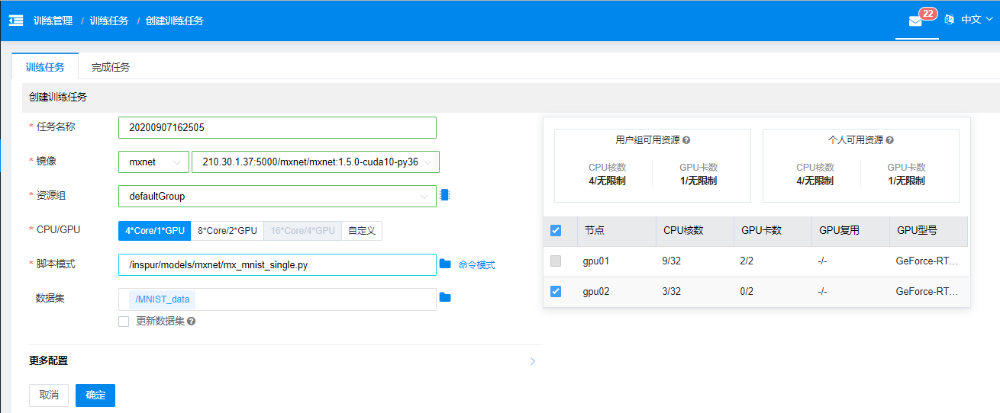 训练管理 / 训练任务 / 创建训练任务
22
中文
训练任务 完成任务
创建训练任务
* 任务名称 20200907162505
* 镜像 mxnet 210.30.1.37:5000/mxnet/mxnet:1.5.0-cuda10-py36
* 资源组 defaultGroup
* CPU/GPU 4*Core/1*GPU 8*Core/2*GPU 16*Core/4*GPU 自定义
* 脚本模式 /inspur/models/mxnet/mx_mnist_single.py 命令模式
数据集 /MNIST_data
更新数据集
更多配置
取消 确定
用户组可用资源 个人可用资源
CPU核数 GPU卡数 CPU核数 GPU卡数
4/无限制 1/无限制 4/无限制 1/无限制
节点 CPU核数 GPU卡数 GPU复用 GPU型号
gpu01 9/32 2/2 -/- GeForce-RT...
gpu02 3/32 0/2 -/- GeForce-RT...